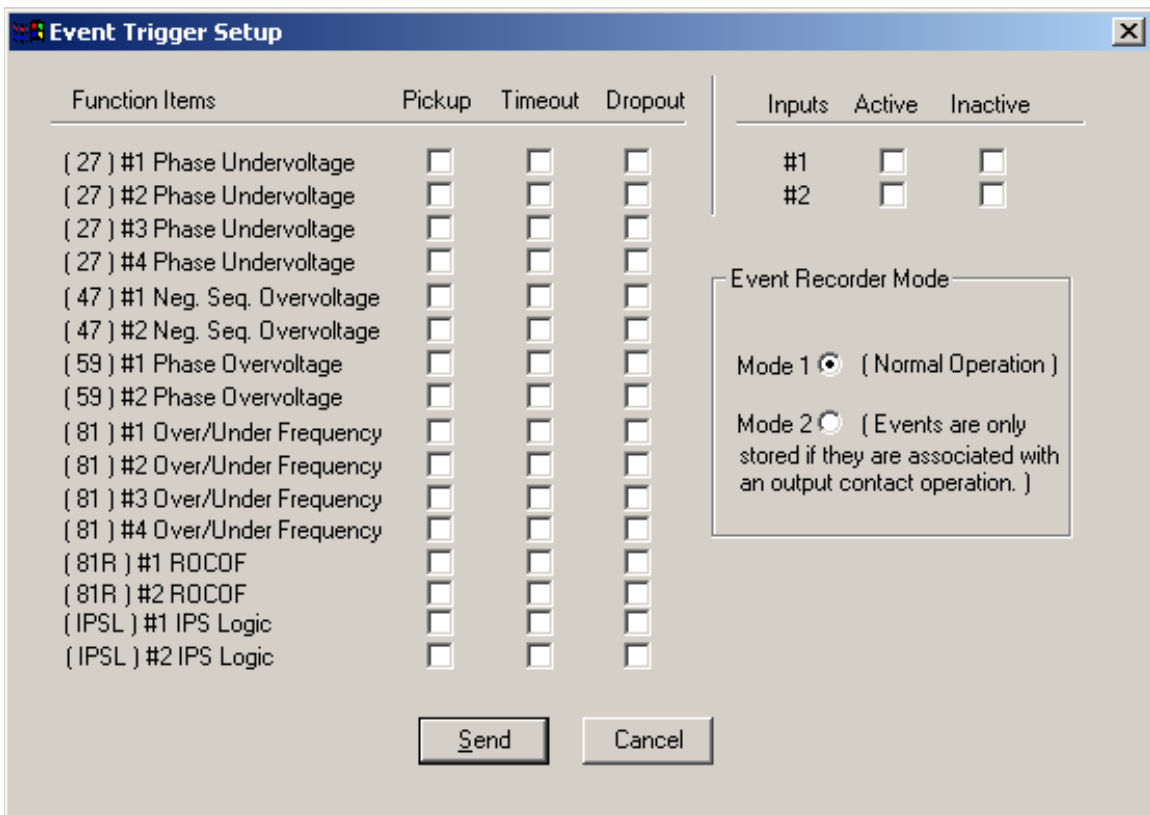 Event Trigger Setup
Function Items Pickup Timeout Dropout
( 27 ) #1 Phase Undervoltage
( 27 ) #2 Phase Undervoltage
( 27 ) #3 Phase Undervoltage
( 27 ) #4 Phase Undervoltage
( 47 ) #1 Neg. Seq. Overvoltage
( 47 ) #2 Neg. Seq. Overvoltage
( 59 ) #1 Phase Overvoltage
( 59 ) #2 Phase Overvoltage
( 81 ) #1 Over/Under Frequency
( 81 ) #2 Over/Under Frequency
( 81 ) #3 Over/Under Frequency
( 81 ) #4 Over/Under Frequency
( 81R ) #1 ROCOF
( 81R ) #2 ROCOF
( IPSL ) #1 IPS Logic
( IPSL ) #2 IPS Logic
Inputs Active Inactive
#1
#2
Event Recorder Mode
Mode 1 ( Normal Operation )
Mode 2 ( Events are only
stored if they are associated with
an output contact operation. )
Send Cancel